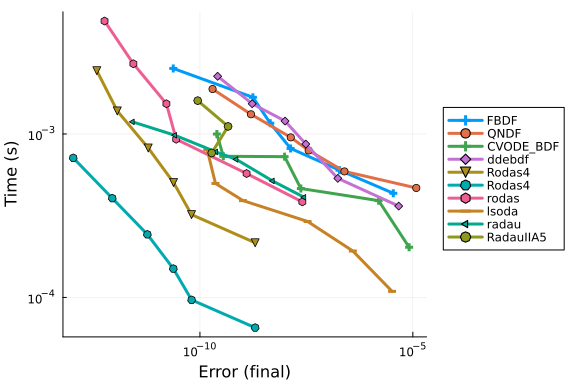 Time (s)
10⁻³
10⁻⁴
10⁻¹⁰
10⁻⁵
Error (final)
FBDF
QNDF
CVODE_BDF
ddebdf
Rodas4
Rodas4
rodas
lsoda
radau
RadauIIA5